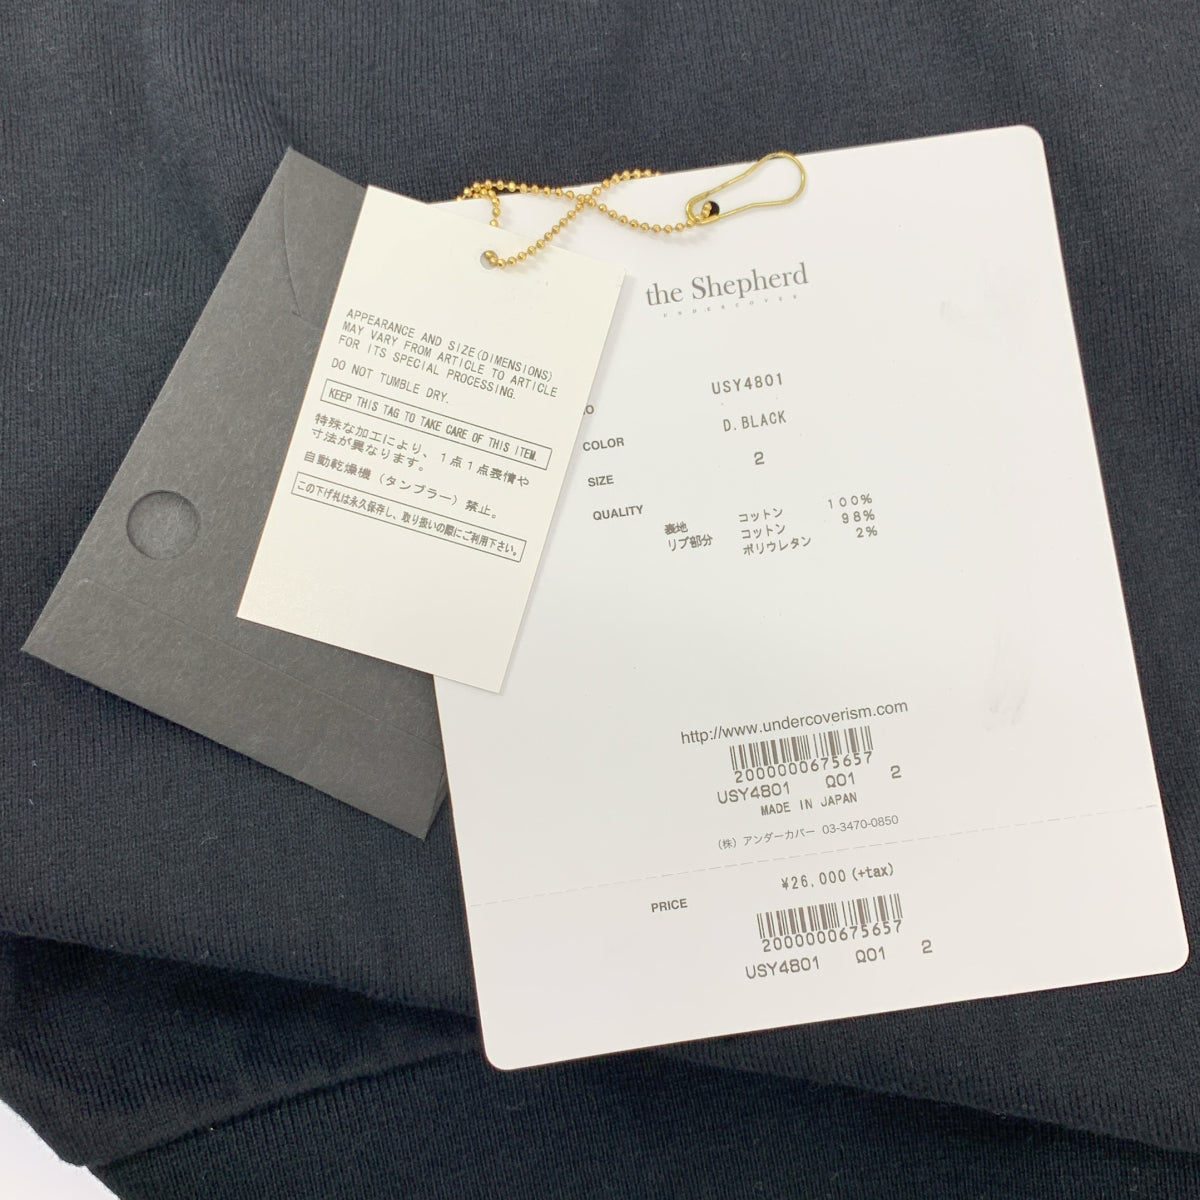 APPEARANCE AND SIZE(DIMENSIONS)
MAY VARY FROM ARTICLE TO ARTICLE
FOR ITS SPECIAL PROCESSING.
DO NOT TUMBLE DRY.
KEEP THIS TAG TO TAKE CARE OF THIS ITEM.
特殊な加工により、1点1点表情や
寸法が異なります。
自動乾燥機(タンブラー)禁止。
この下げ札は永久保存し、取り扱いの際にご利用下さい。
the Shepherd
UNDERCOVER
USY4801
COLOR D.BLACK
SIZE 2
QUALITY コットン 100%
裏地 コットン 98%
リブ部分 ポリウレタン 2%
http://www.undercoverism.com
2000000675657
USY4801 Q01 2
MADE IN JAPAN
(株) アンダーカバー 03-3470-0850
PRICE ¥26,000(+tax)
2000000675657
USY4801 Q01 2